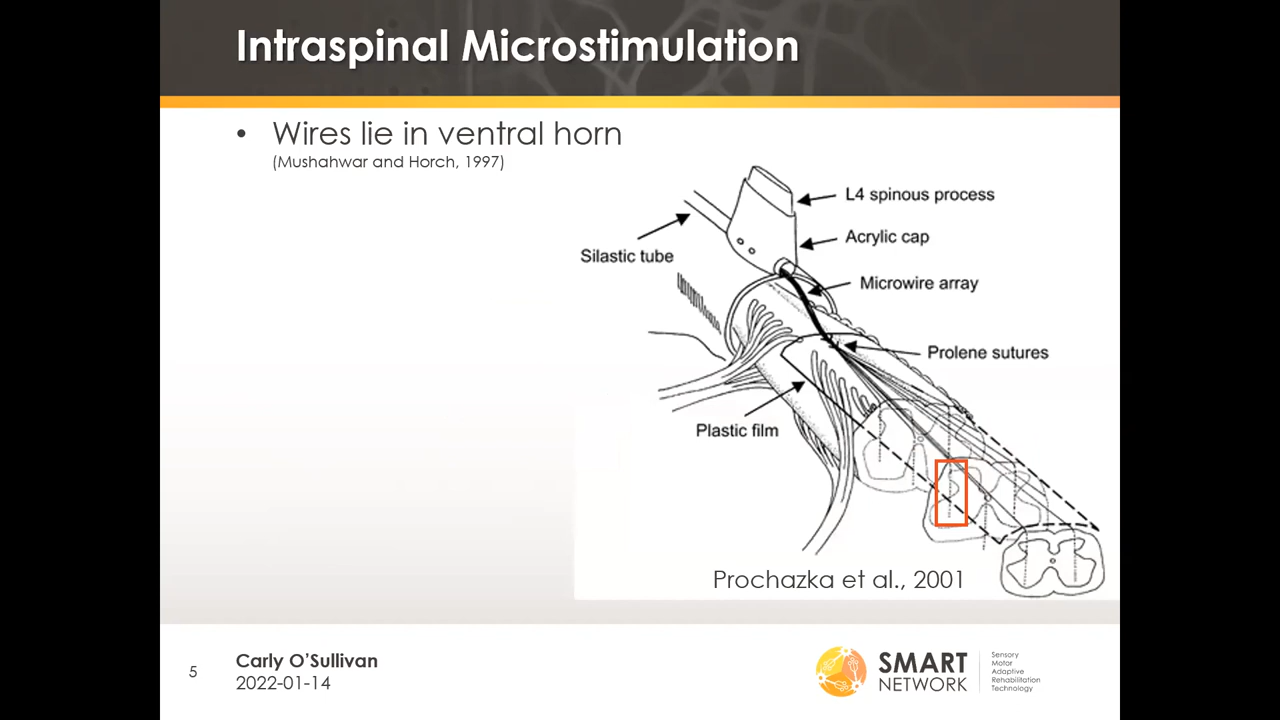 Intraspinal Microstimulation
• Wires lie in ventral horn
(Mushahwar and Horch, 1997)
L4 spinous process
Acrylic cap
Silastic tube
Microwire array
Prolene sutures
Plastic film
Prochazka et al., 2001
5
Carly O’Sullivan
2022-01-14
SMART
NETWORK
Sensory
Motor
Adaptive
Rehabilitation
Technology